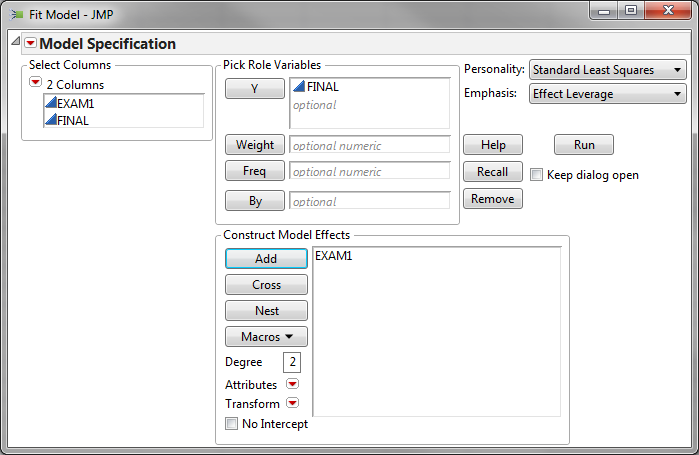 Fit Model - JMP
Model Specification
Select Columns
2 Columns
EXAM1
FINAL
Pick Role Variables
Y
FINAL
optional
Weight
optional numeric
Freq
optional numeric
By
optional
Personality:
Standard Least Squares
Emphasis:
Effect Leverage
Help
Run
Recall
Keep dialog open
Remove
Construct Model Effects
Add
EXAM1
Cross
Nest
Macros
Degree
2
Attributes
Transform
No Intercept